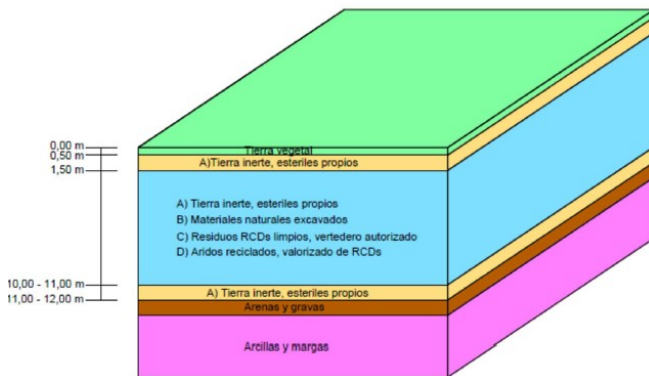 0,00 m
Tierra vegetal
0,50 m
A)Tierra inerte, esteriles propios
1,50 m
A) Tierra inerte, esteriles propios
B) Materiales naturales excavados
C) Residuos RCDs limpios, vertedero autorizado
D) Aridos reciclados, valorizado de RCDs
10,00 - 11,00 m
A) Tierra inerte, esteriles propios
11,00 - 12,00 m
Arenas y gravas
Arcillas y margas